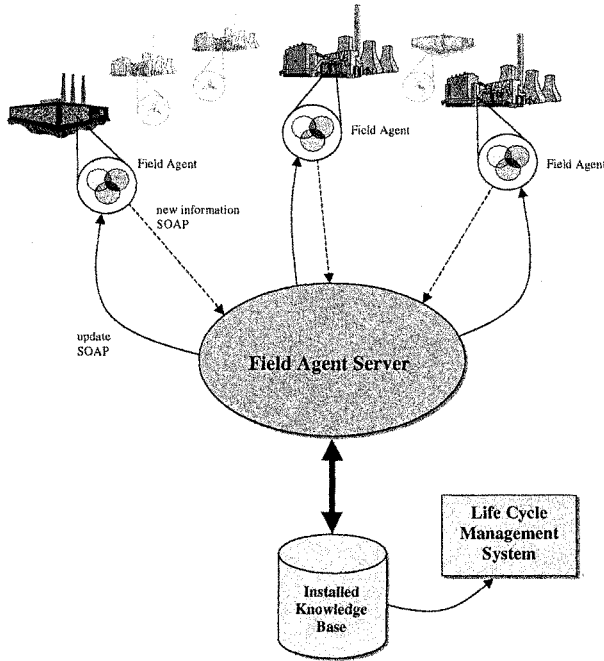 Field Agent
Field Agent
Field Agent
new information
SOAP
update
SOAP
Field Agent Server
Life Cycle
Management
System
Installed
Knowledge
Base